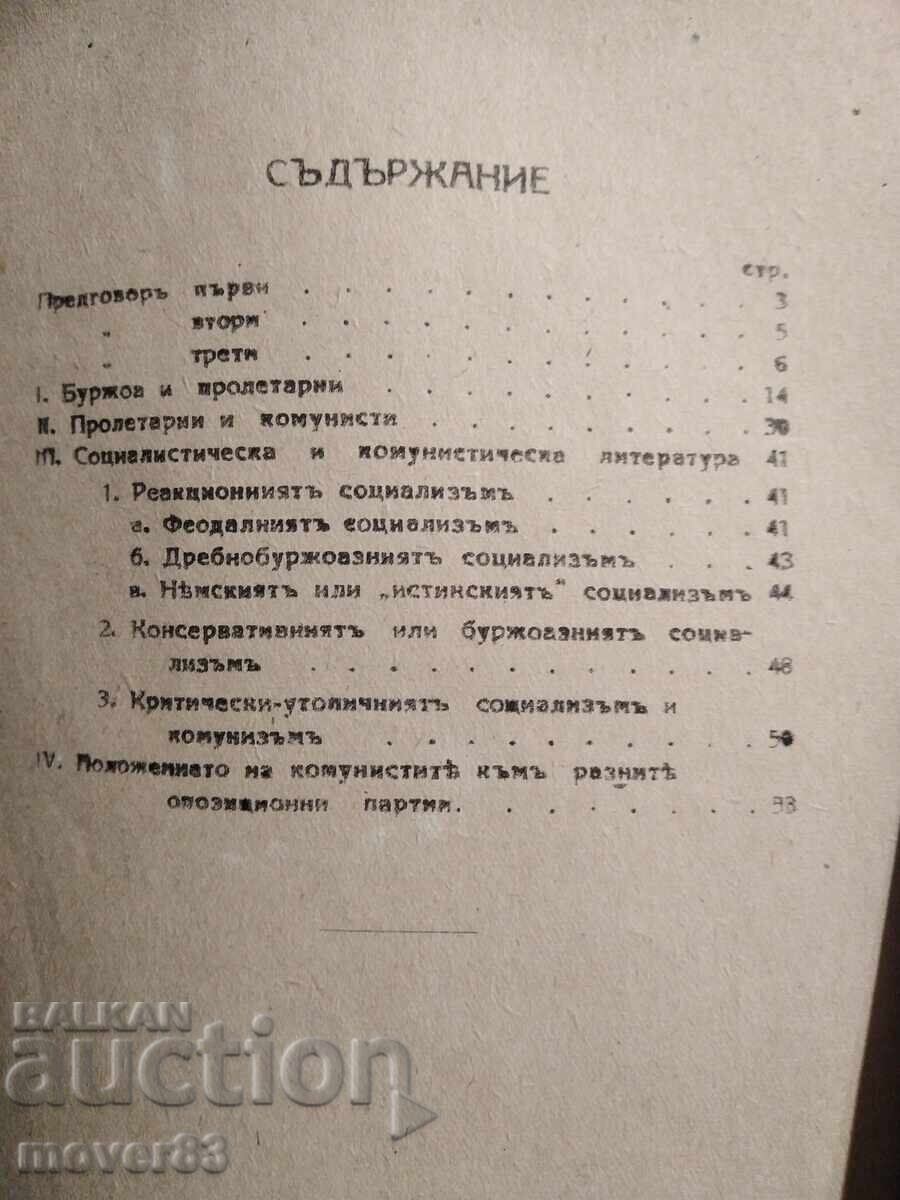 СЪДЪРЖАНИЕ
стр.
Предговоръ първи . . . . . . . . . . . . 3
„ втори . . . . . . . . . . . . 5
„ трети . . . . . . . . . . . . 6
I. Буржоа и пролетарии . . . . . . . . . 14
II. Пролетарии и комунисти . . . . . . . . 30
III. Социалистическа и комунистическа литература 41
1. Реакционниятъ социализъмъ . . . . . . 41
а. Феодалниятъ социализъмъ . . . . . . 41
б. Дребнобуржоазниятъ социализъмъ . . . 43
в. Нѣмскиятъ или „истинскиятъ“ социализъмъ 44
2. Консервативниятъ или буржоазниятъ социа-
лизъмъ . . . . . . . . . . . 48
3. Критически-утопичниятъ социализъмъ и
комунизъмъ . . . . . . . . . 50
IV. Положението на комуниститѣ към разнитѣ
опозиционни партии. . . . . . . . 53
BALKAN
auction
mover83